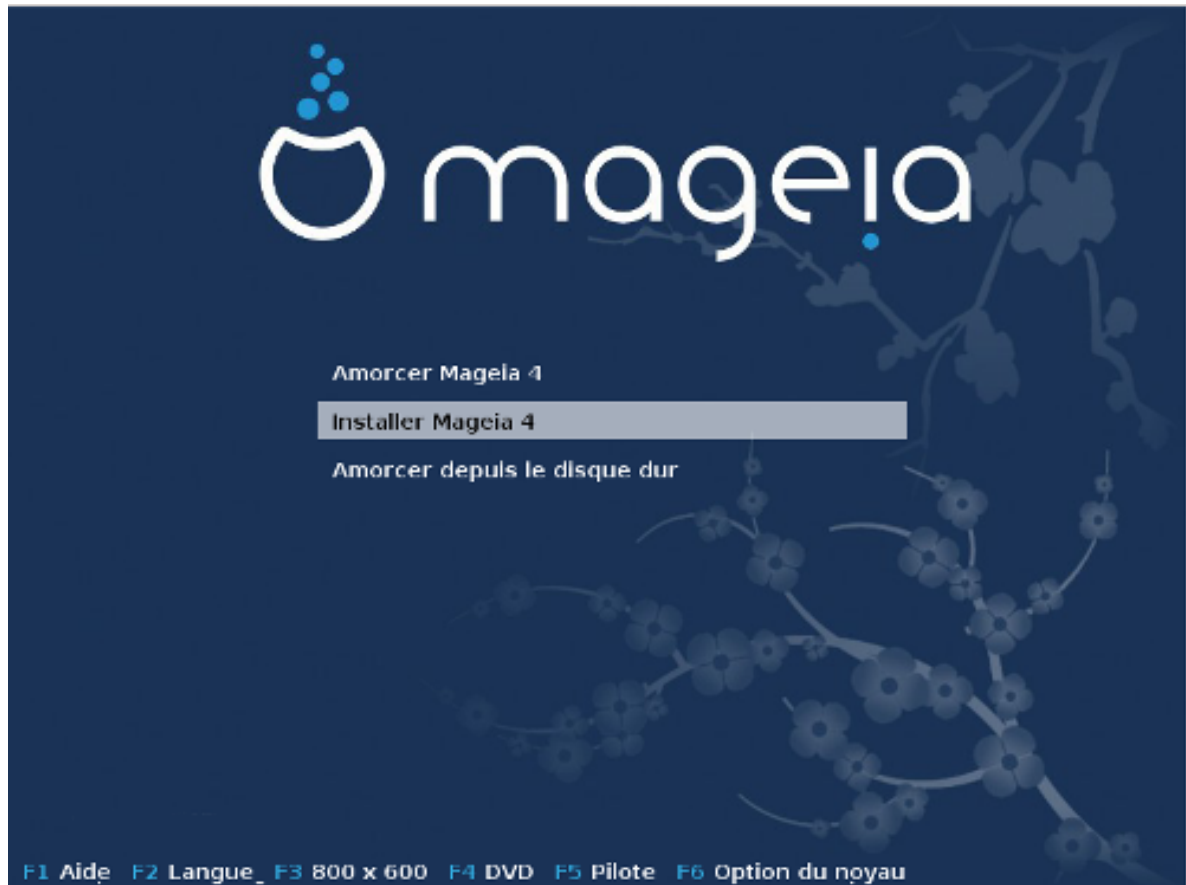 mageia
Amorcer Mageia 4
Installer Mageia 4
Amorcer depuis le disque dur
F1 Aide F2 Langue F3 800 x 600 F4 DVD F5 Pilote F6 Option du noyau